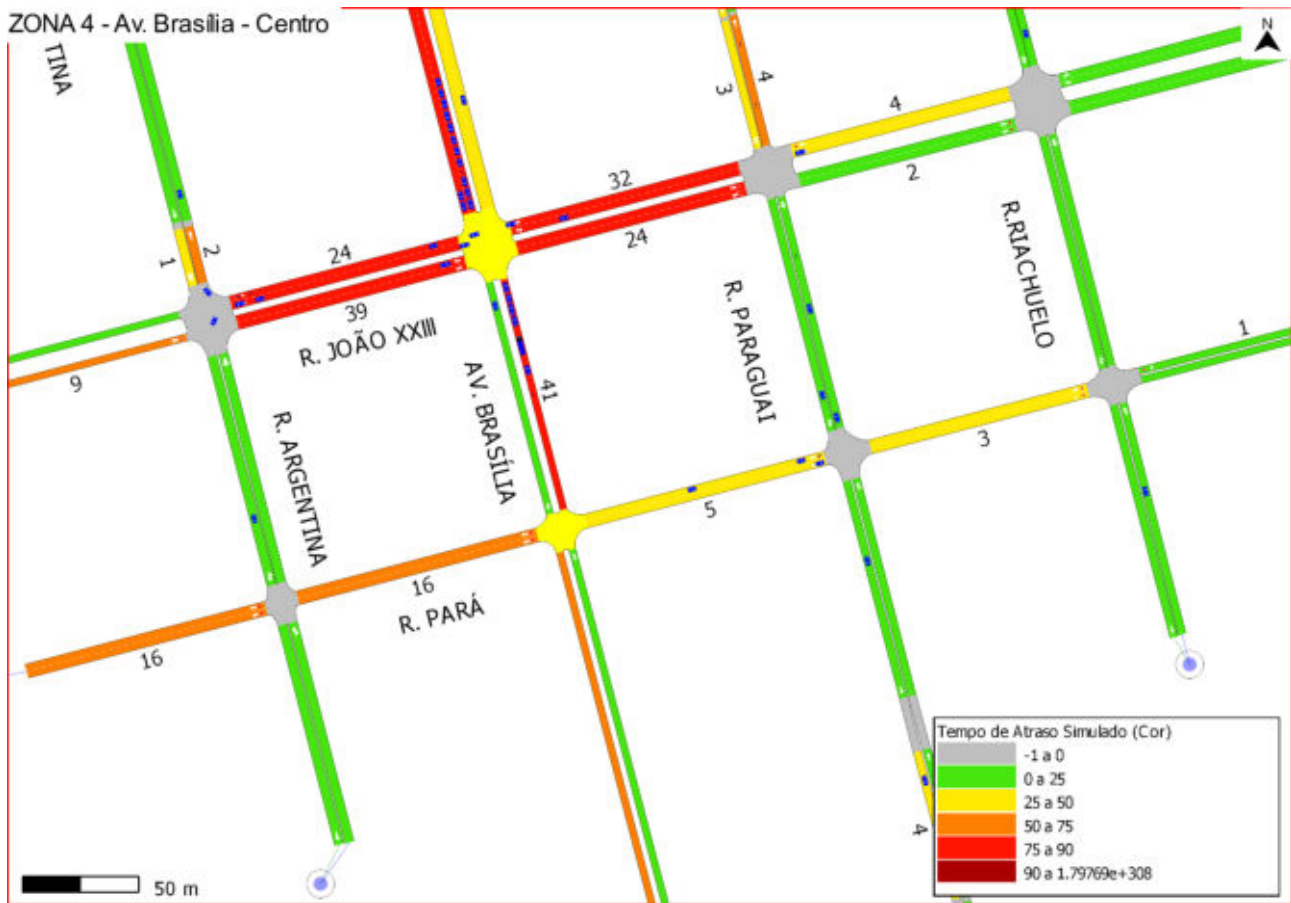 ZONA 4 - Av. Brasília - Centro
N
TINA
3
4
4
32
2
24
1
2
24
39
R. JOÃO XXIII
9
R.RIACHUELO
R. PARAGUAI
1
41
AV. BRASÍLIA
3
R. ARGENTINA
5
16
R. PARÁ
16
4
Tempo de Atraso Simulado (Cor)
-1 a 0
0 a 25
25 a 50
50 a 75
75 a 90
90 a 1.79769e+308
50 m